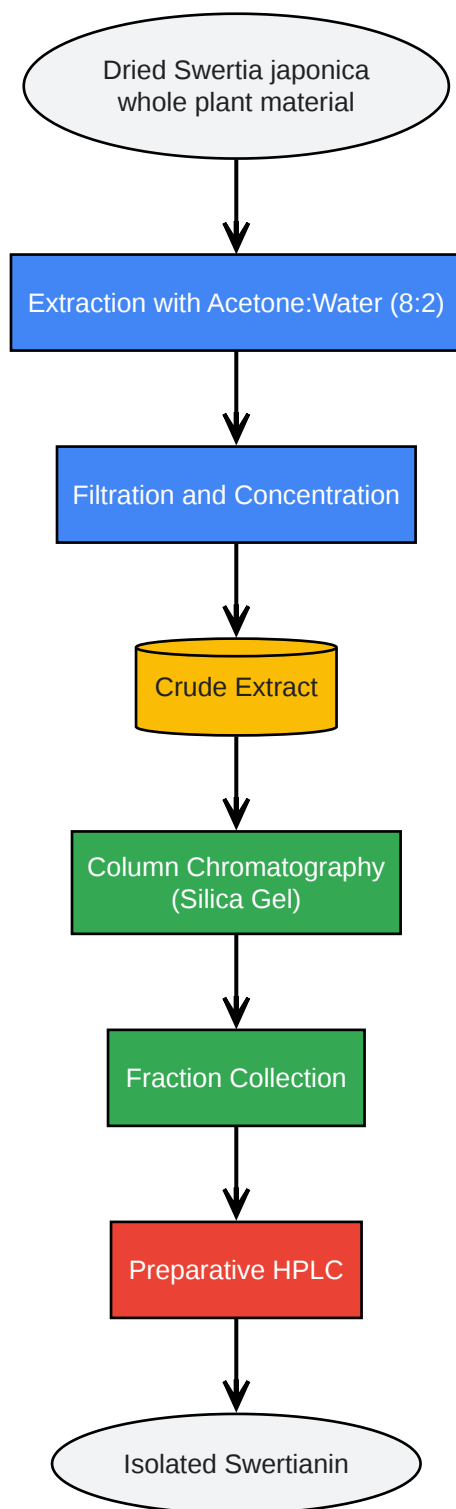 Dried Swertia japonica
whole plant material
Extraction with Acetone:Water (8:2)
Filtration and Concentration
Crude Extract
Column Chromatography
(Silica Gel)
Fraction Collection
Preparative HPLC
Isolated Swertianin